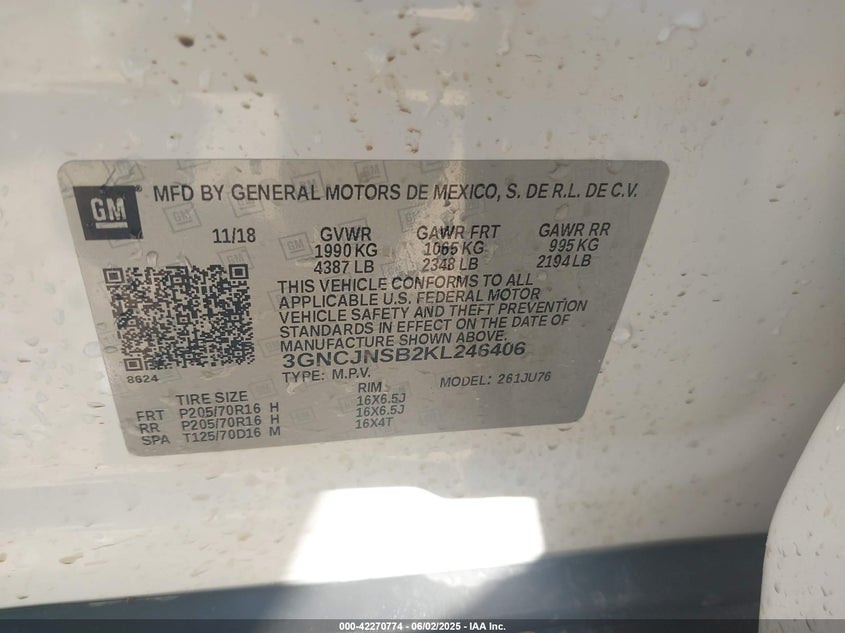 GM
MFD BY GENERAL MOTORS DE MEXICO, S. DE R.L. DE C.V.
11/18 GVWR GAWR FRT GAWR RR
1990 KG 1065 KG 995 KG
4387 LB 2348 LB 2194 LB
THIS VEHICLE CONFORMS TO ALL
APPLICABLE U.S. FEDERAL MOTOR
VEHICLE SAFETY AND THEFT PREVENTION
STANDARDS IN EFFECT ON THE DATE OF
MANUFACTURE SHOWN ABOVE.
3GNCJNSB2KL246406
8624
TYPE: M.P.V. MODEL: 261JU76
TIRE SIZE RIM
FRT P205/70R16 H 16X6.5J
RR P205/70R16 H 16X6.5J
SPA T125/70D16 M 16X4T
000-42270774 - 06/02/2025 - IAA Inc.